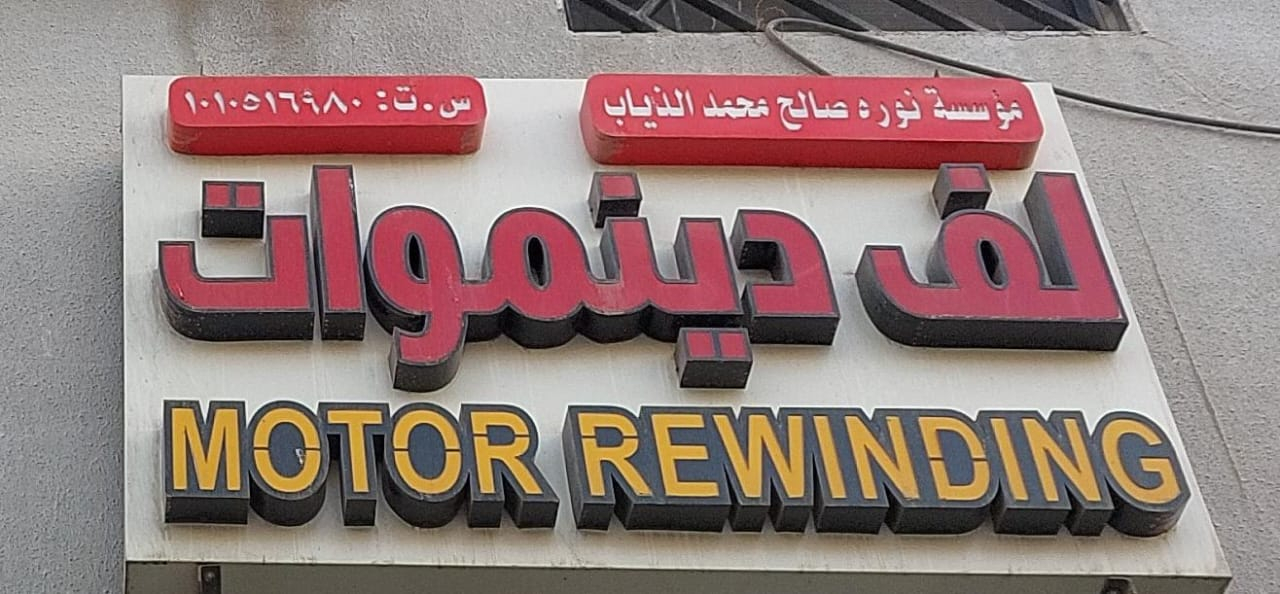 مؤسسة نوره صالح محمد الذياب
س.ت: ١٠١٠٥١٦٩٨٠
لف دينموات
MOTOR REWINDING